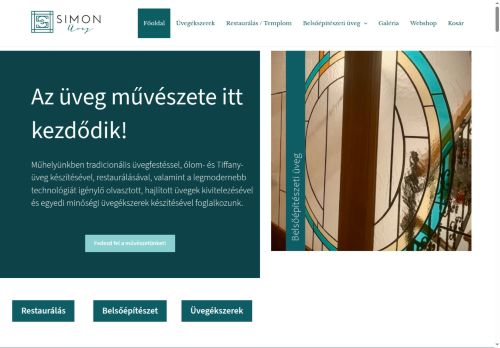 SIMON
Üveg
Főoldal
Üvegékszerek
Restaurálás / Templom
Belsőépítészeti üveg
Galéria
Webshop
Kosár
Az üveg művészete itt
kezdődik!
Műhelyünkben tradicionális üvegfestéssel, ólom- és Tiffany-
üveg készítésével, restaurálásával, valamint a legmodernebb
technológiát igénylő olvasztott, hajlított üvegek kivitelezésével
és egyedi minőségi üvegékszerek készítésével foglalkozunk.
Fedezd fel a művészetünket!
Belsőépítészeti üveg
Restaurálás
Belsőépítészet
Üvegékszerek